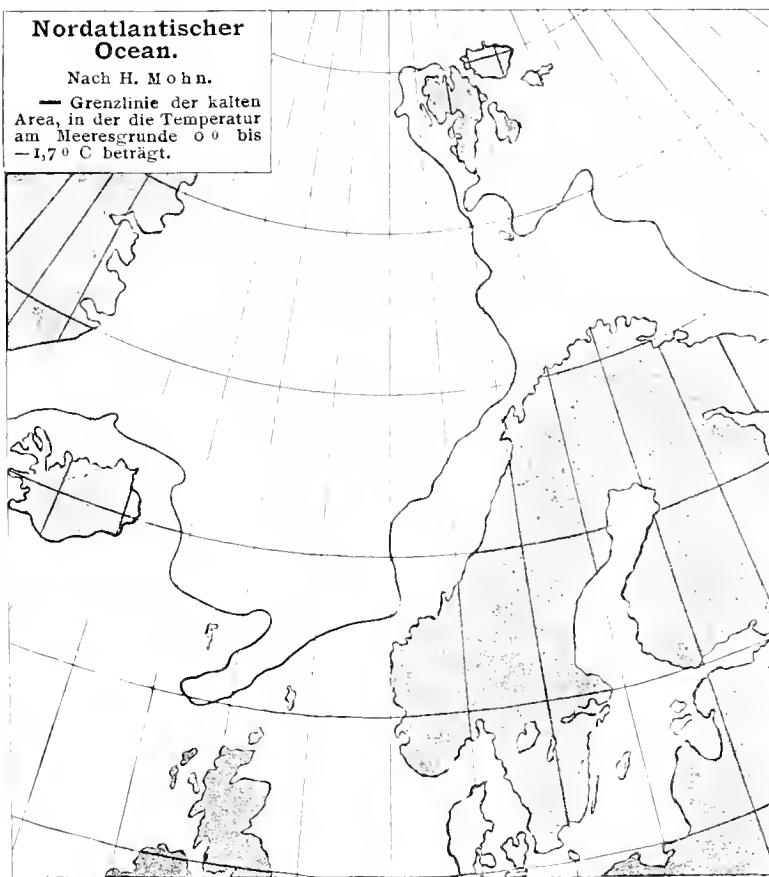 Nordatlantischer
Ocean.
Nach H. Mohn.
— Grenzlinie der kalten
Area, in der die Temperatur
am Meeresgrunde 0° bis
—1,7° C beträgt.